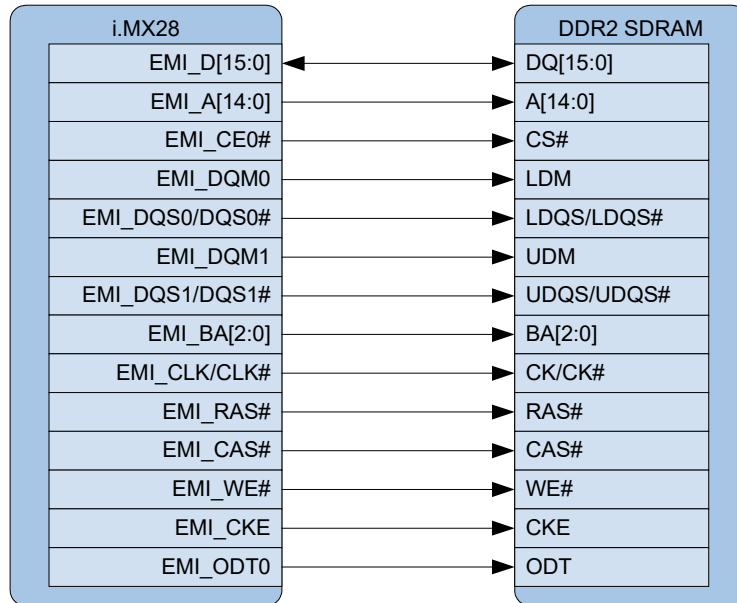 i.MX28 DDR2 SDRAM
EMI_D[15:0] DQ[15:0]
EMI_A[14:0] A[14:0]
EMI_CE0# CS#
EMI_DQM0 LDM
EMI_DQS0/DQS0# LDQS/LDQS#
EMI_DQM1 UDM
EMI_DQS1/DQS1# UDQS/UDQS#
EMI_BA[2:0] BA[2:0]
EMI_CLK/CLK# CK/CK#
EMI_RAS# RAS#
EMI_CAS# CAS#
EMI_WE# WE#
EMI_CKE CKE
EMI_ODT0 ODT